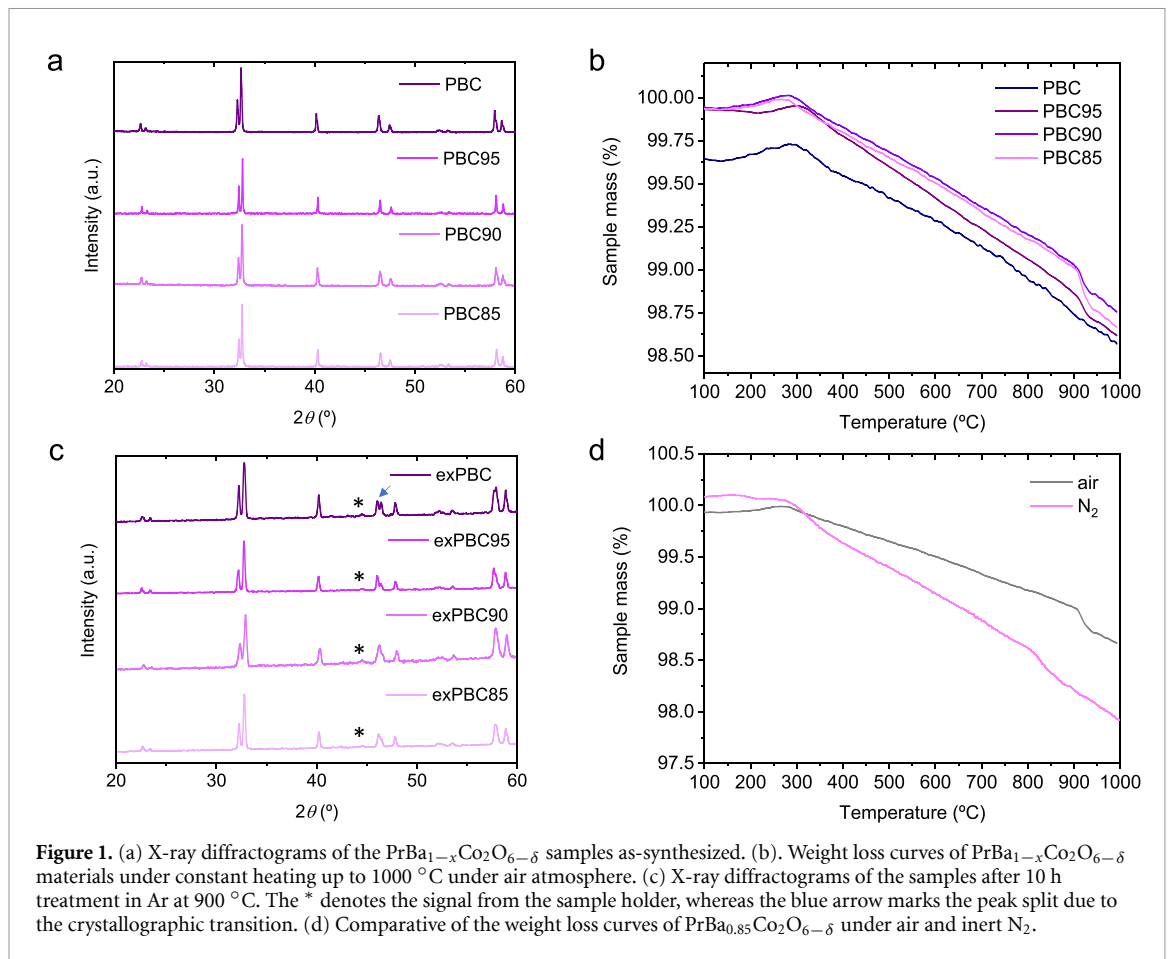 a
PBC
PBC95
PBC90
PBC85
Intensity (a.u.)
20 30 40 50 60
2θ (º)
b
PBC
PBC95
PBC90
PBC85
Sample mass (%)
100.00
99.75
99.50
99.25
99.00
98.75
98.50
100 200 300 400 500 600 700 800 900 1000
Temperature (ºC)
c
exPBC
*
exPBC95
*
exPBC90
*
exPBC85
*
Intensity (a.u.)
20 30 40 50 60
2θ (º)
d
air
N₂
Sample mass (%)
100.5
100.0
99.5
99.0
98.5
98.0
97.5
100 200 300 400 500 600 700 800 900 1000
Temperature (ºC)
Figure 1. (a) X-ray diffractograms of the PrBa₁₋ₓCo₂O₆₋δ samples as-synthesized. (b). Weight loss curves of PrBa₁₋ₓCo₂O₆₋δ
materials under constant heating up to 1000 °C under air atmosphere. (c) X-ray diffractograms of the samples after 10 h
treatment in Ar at 900 °C. The * denotes the signal from the sample holder, whereas the blue arrow marks the peak split due to
the crystallographic transition. (d) Comparative of the weight loss curves of PrBa₀.₈₅Co₂O₆₋δ under air and inert N₂.